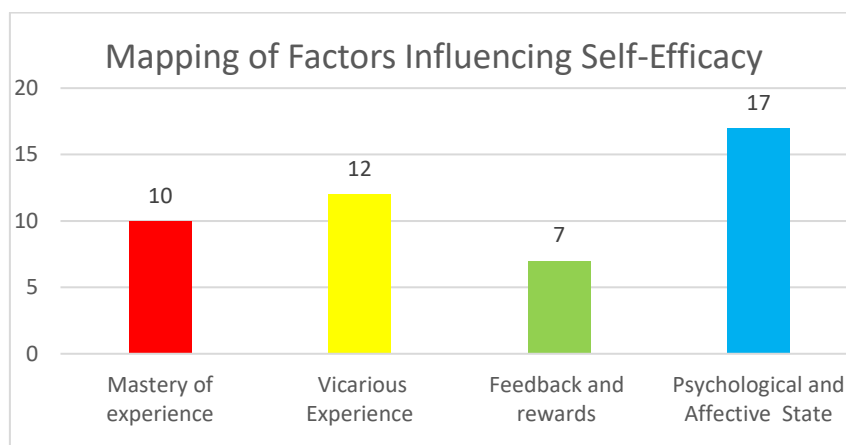 Mapping of Factors Influencing Self-Efficacy
20
15
10
5
0
10
12
7
17
Mastery of
experience
Vicarious
Experience
Feedback and
rewards
Psychological and
Affective State